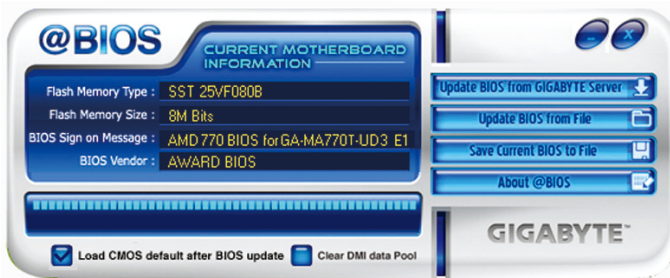 @BIOS
CURRENT MOTHERBOARD
INFORMATION
Flash Memory Type : SST 25VF080B
Flash Memory Size : 8M Bits
BIOS Sign on Message : AMD 770 BIOS for GA-MA770T-UD3 E1
BIOS Vendor : AWARD BIOS
Load CMOS default after BIOS update
Clear DMI data Pool
Update BIOS from GIGABYTE Server
Update BIOS from File
Save Current BIOS to File
About @BIOS
GIGABYTE™